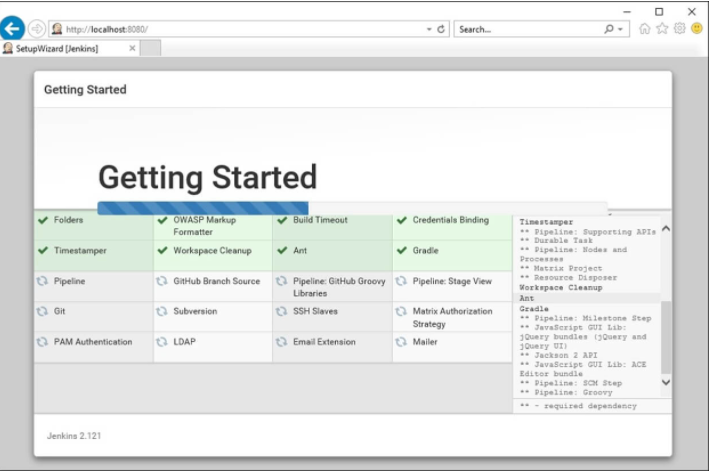 http://localhost:8080/
Search...
SetupWizard [Jenkins]
Getting Started
Getting Started
Folders
OWASP Markup
Formatter
Build Timeout
Credentials Binding
Timestamper
Workspace Cleanup
Ant
Gradle
Pipeline
GitHub Branch Source
Pipeline: GitHub Groovy
Libraries
Pipeline: Stage View
Git
Subversion
SSH Slaves
Matrix Authorization
Strategy
PAM Authentication
LDAP
Email Extension
Mailer
Timestamper
** Pipeline: Supporting APIs
** Durable Task
** Pipeline: Nodes and
Processes
** Matrix Project
** Resource Disposer
Workspace Cleanup
Ant
Gradle
** Pipeline: Milestone Step
** JavaScript GUI Lib:
jQuery bundles (jQuery and
jQuery UI)
** Jackson 2 API
** JavaScript GUI Lib: ACE
Editor bundle
** Pipeline: SCM Step
** Pipeline: Groovy
** - required dependency
Jenkins 2.121